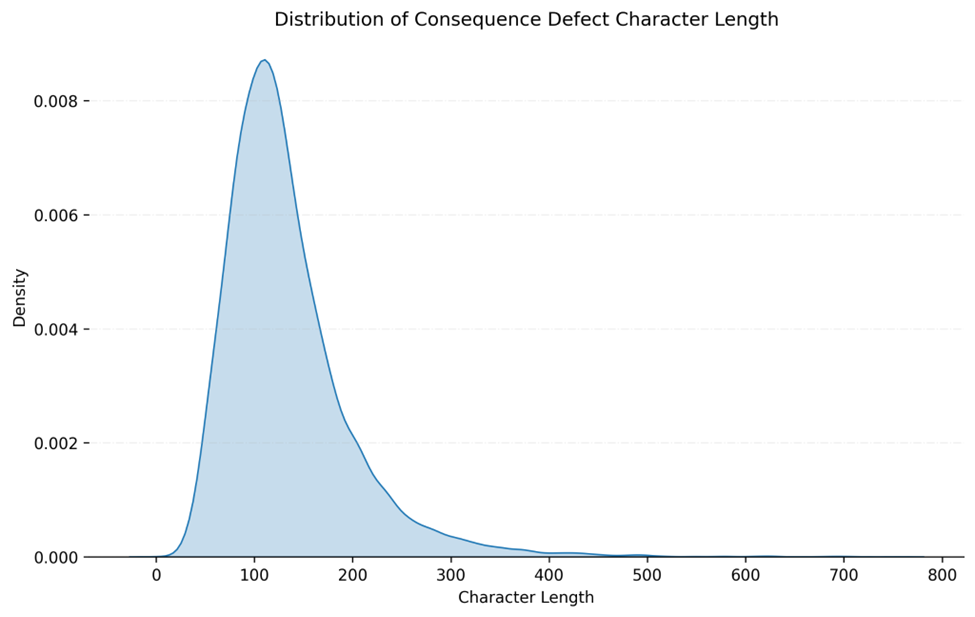 Distribution of Consequence Defect Character Length
Density
0.008
0.006
0.004
0.002
0.000
0 100 200 300 400 500 600 700 800
Character Length